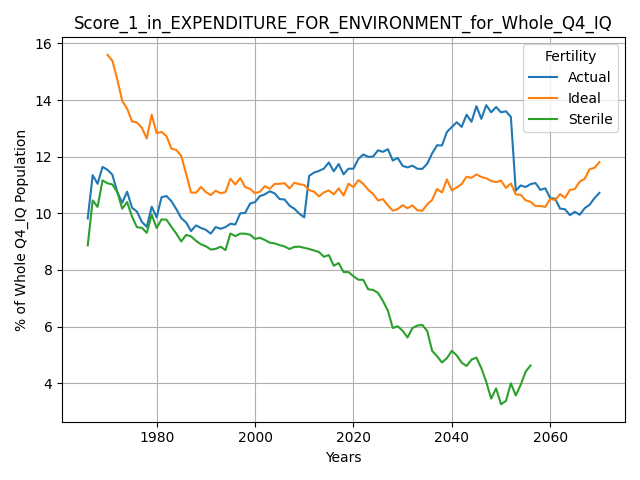 Score_1_in_EXPENDITURE_FOR_ENVIRONMENT_for_Whole_Q4_IQ
Fertility
Actual
Ideal
Sterile
% of Whole Q4_IQ Population
16
14
12
10
8
6
4
1980
2000
2020
2040
2060
Years